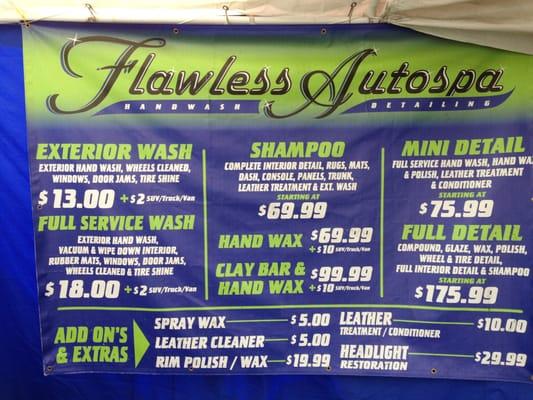 Flawless Autospa
HANDWASH DETAILING
EXTERIOR WASH
EXTERIOR HAND WASH, WHEELS CLEANED,
WINDOWS, DOOR JAMS, TIRE SHINE
$13.00 +$2 SUV/Truck/Van
FULL SERVICE WASH
EXTERIOR HAND WASH,
VACUUM & WIPE DOWN INTERIOR,
RUBBER MATS, WINDOWS, DOOR JAMS,
WHEELS CLEANED & TIRE SHINE
$18.00 +$2 SUV/Truck/Van
SHAMPOO
COMPLETE INTERIOR DETAIL, RUGS, MATS,
DASH, CONSOLE, PANELS, TRUNK,
LEATHER TREATMENT & EXT. WASH
STARTING AT
$69.99
HAND WAX $69.99
+$10 SUV/Truck/Van
CLAY BAR &
HAND WAX $99.99
+$10 SUV/Truck/Van
MINI DETAIL
FULL SERVICE HAND WASH, HAND WAX
& POLISH, LEATHER TREATMENT
& CONDITIONER
STARTING AT
$75.99
FULL DETAIL
COMPOUND, GLAZE, WAX, POLISH,
WHEEL & TIRE DETAIL,
FULL INTERIOR DETAIL & SHAMPOO
STARTING AT
$175.99
ADD ON'S
& EXTRAS
SPRAY WAX $5.00
LEATHER CLEANER $5.00
RIM POLISH / WAX $19.99
LEATHER $10.00
TREATMENT / CONDITIONER
HEADLIGHT $29.99
RESTORATION